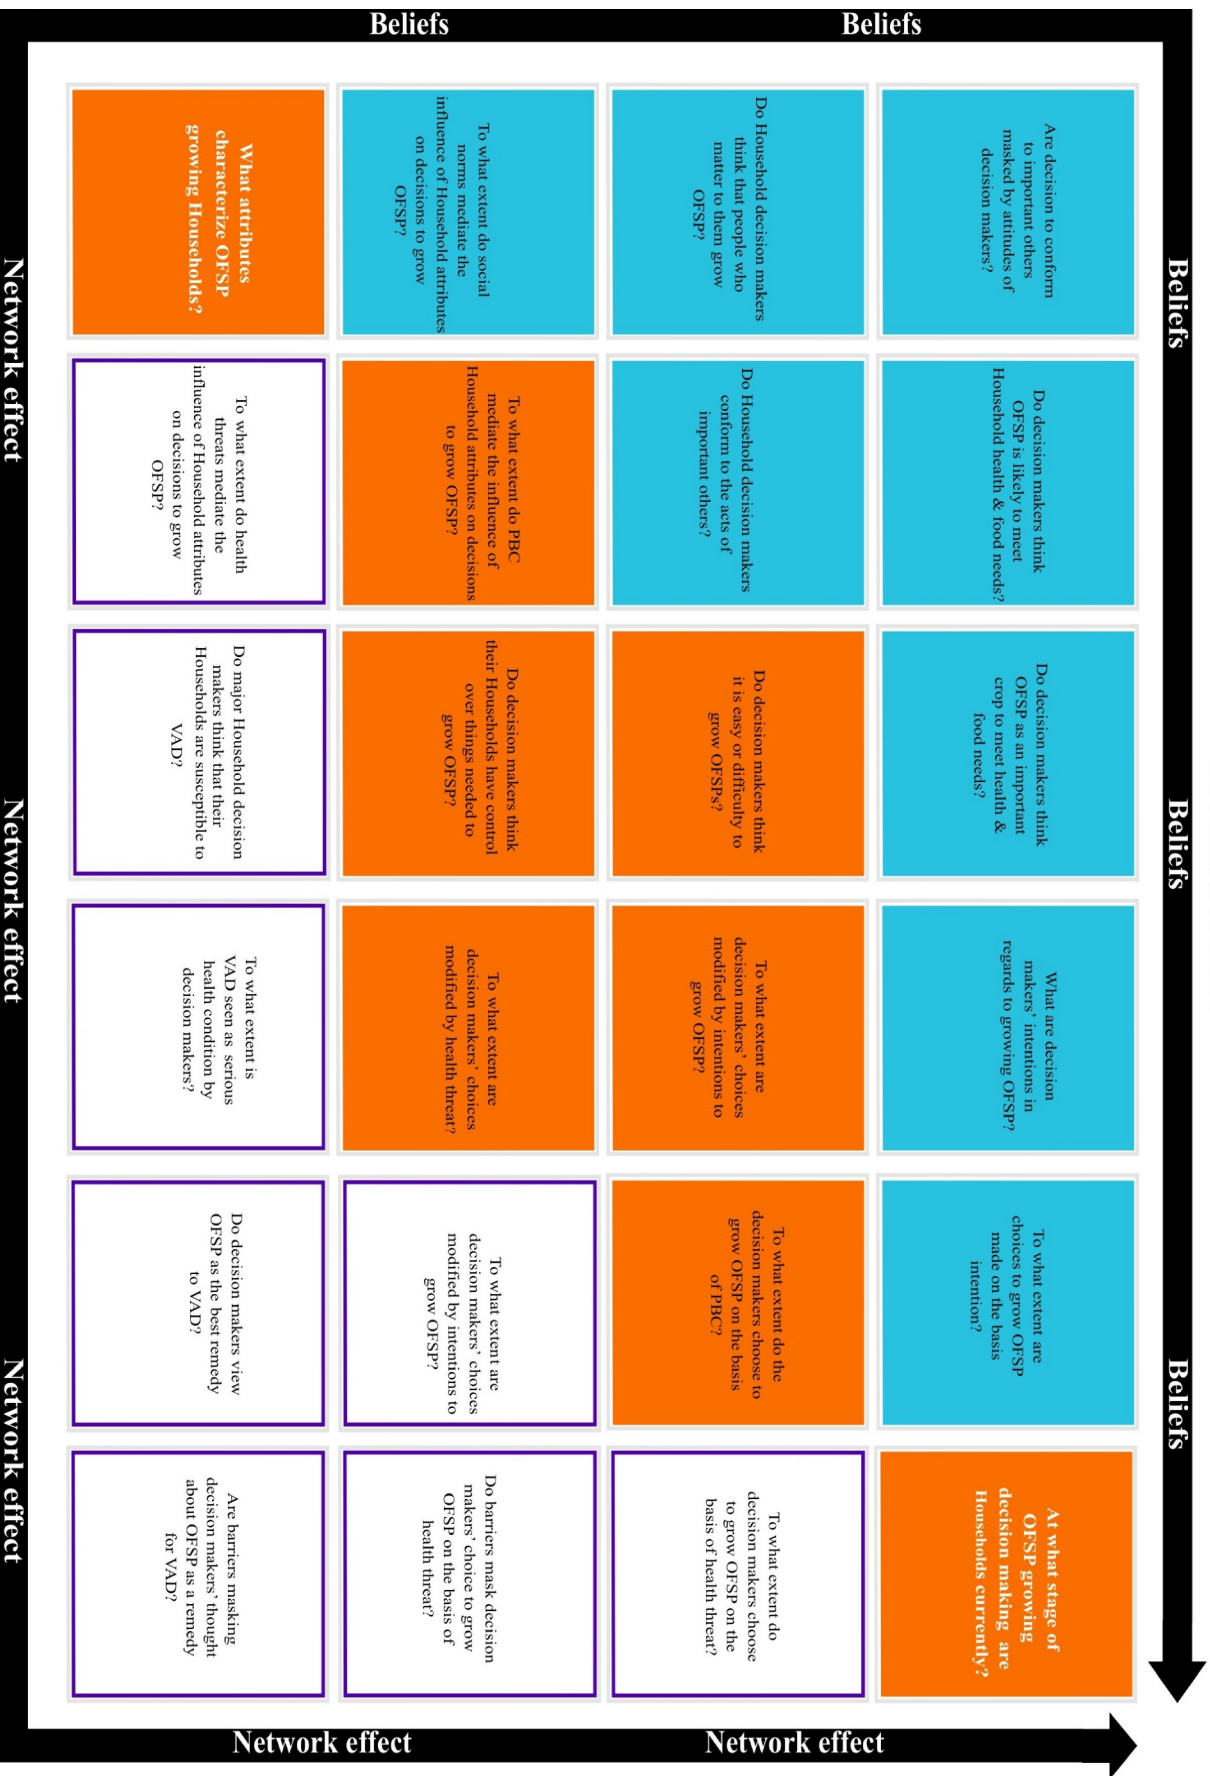 Beliefs
Beliefs
Beliefs
Beliefs
Beliefs
Are decision to conform
to important others
masked by attitudes of
decision makers?
Do decision makers think
OFSP is likely to meet
Household health & food needs?
Do decision makers think
OFSP as an important
crop to meet health &
food needs?
What are decision
makers’ intentions in
regards to growing OFSP?
To what extent are
choices to grow OFSP
made on the basis
intention?
At what stage of
OFSP growing
decision making are
Households currently?
Do Household decision makers
think that people who
matter to them grow
OFSP?
Do Household decision makers
conform to the acts of
important others?
Do decision makers think
it is easy or difficulty to
grow OFSPs?
To what extent are
decision makers’ choices
modified by intentions to
grow OFSP?
To what extent do the
decision makers choose to
grow OFSP on the basis
of PBC?
To what extent do
decision makers choose
to grow OFSP on the
basis of health threat?
To what extent do social
norms mediate the
influence of Household attributes
on decisions to grow
OFSP?
To what extent do PBC
mediate the influence of
Household attributes on decisions
to grow OFSP?
Do decision makers think
their Households have control
over things needed to
grow OFSP?
To what extent are
decision makers’ choices
modified by health threat?
To what extent are
decision makers’ choices
modified by intentions to
grow OFSP?
Do barriers mask decision
makers’ choice to grow
OFSP on the basis of
health threat?
What attributes
characterize OFSP
growing Households?
To what extent do health
threats mediate the
influence of Household attributes
on decisions to grow
OFSP?
Do major Household decision
makers think that their
Households are susceptible to
VAD?
To what extent is
VAD seen as serious
health condition by
decision makers?
Do decision makers view
OFSP as the best remedy
to VAD?
Are barriers masking
decision makers’ thought
about OFSP as a remedy
for VAD?
Network effect
Network effect
Network effect
Network effect
Network effect